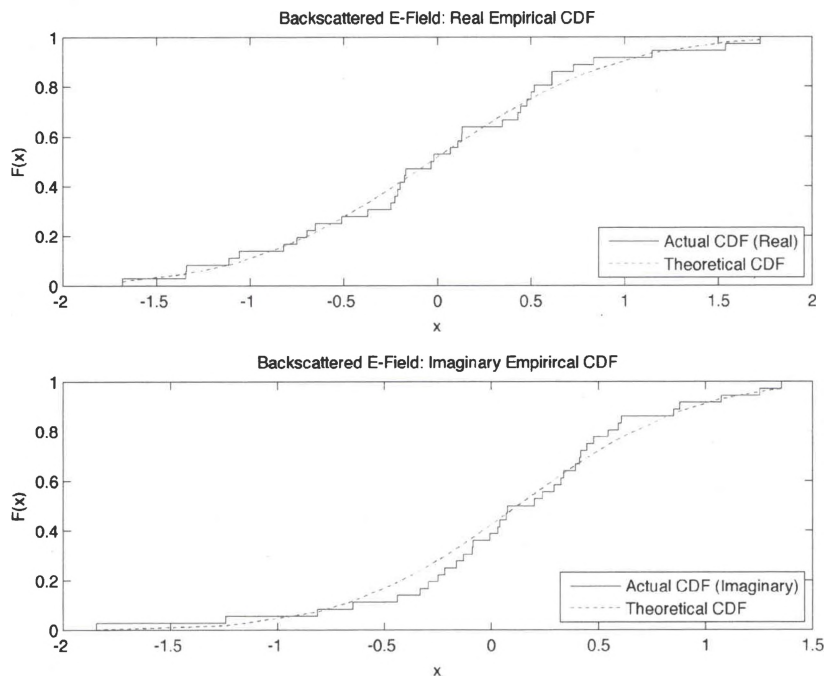 Backscattered E-Field: Real Empirical CDF
1
0.8
0.6
0.4
0.2
0
F(x)
-2
-1.5
-1
-0.5
0
0.5
1
1.5
2
x
Actual CDF (Real)
Theoretical CDF
Backscattered E-Field: Imaginary Empirircal CDF
1
0.8
0.6
0.4
0.2
0
F(x)
-2
-1.5
-1
-0.5
0
0.5
1
1.5
x
Actual CDF (Imaginary)
Theoretical CDF